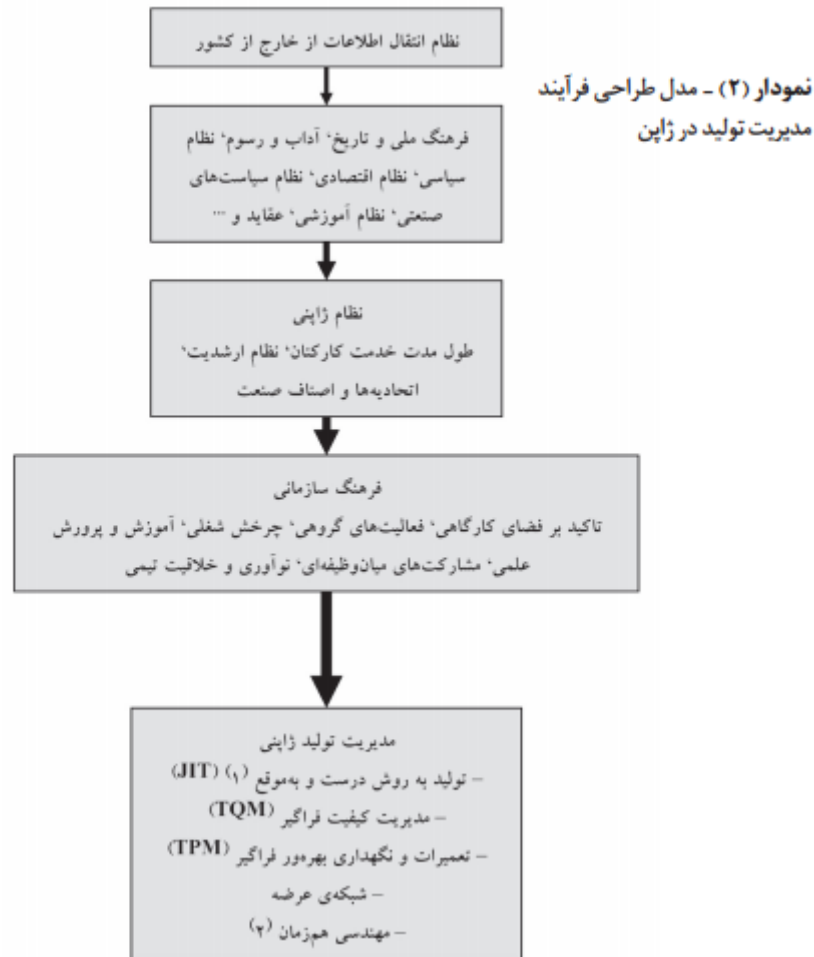 نمودار (۲) - مدل طراحی فرآیند
مدیریت تولید در ژاپن
نظام انتقال اطلاعات از خارج از کشور
فرهنگ ملی و تاریخ، آداب و رسوم، نظام
سیاسی، نظام اقتصادی، نظام سیاست‌های
صنعتی، نظام آموزشی، عقاید و ...
نظام ژاپنی
طول مدت خدمت کارکنان، نظام ارشدیت،
اتحادیه‌ها و اصناف صنعت
فرهنگ سازمانی
تاکید بر فضای کارگاهی، فعالیت‌های گروهی، چرخش شغلی، آموزش و پرورش
علمی، مشارکت‌های میان‌وظیفه‌ای، نوآوری و خلاقیت تیمی
مدیریت تولید ژاپنی
- تولید به روش درست و به‌موقع (۱) (JIT)
- مدیریت کیفیت فراگیر (TQM)
- تعمیرات و نگهداری بهره‌ور فراگیر (TPM)
- شبکه‌ی عرضه
- مهندسی هم‌زمان (۲)